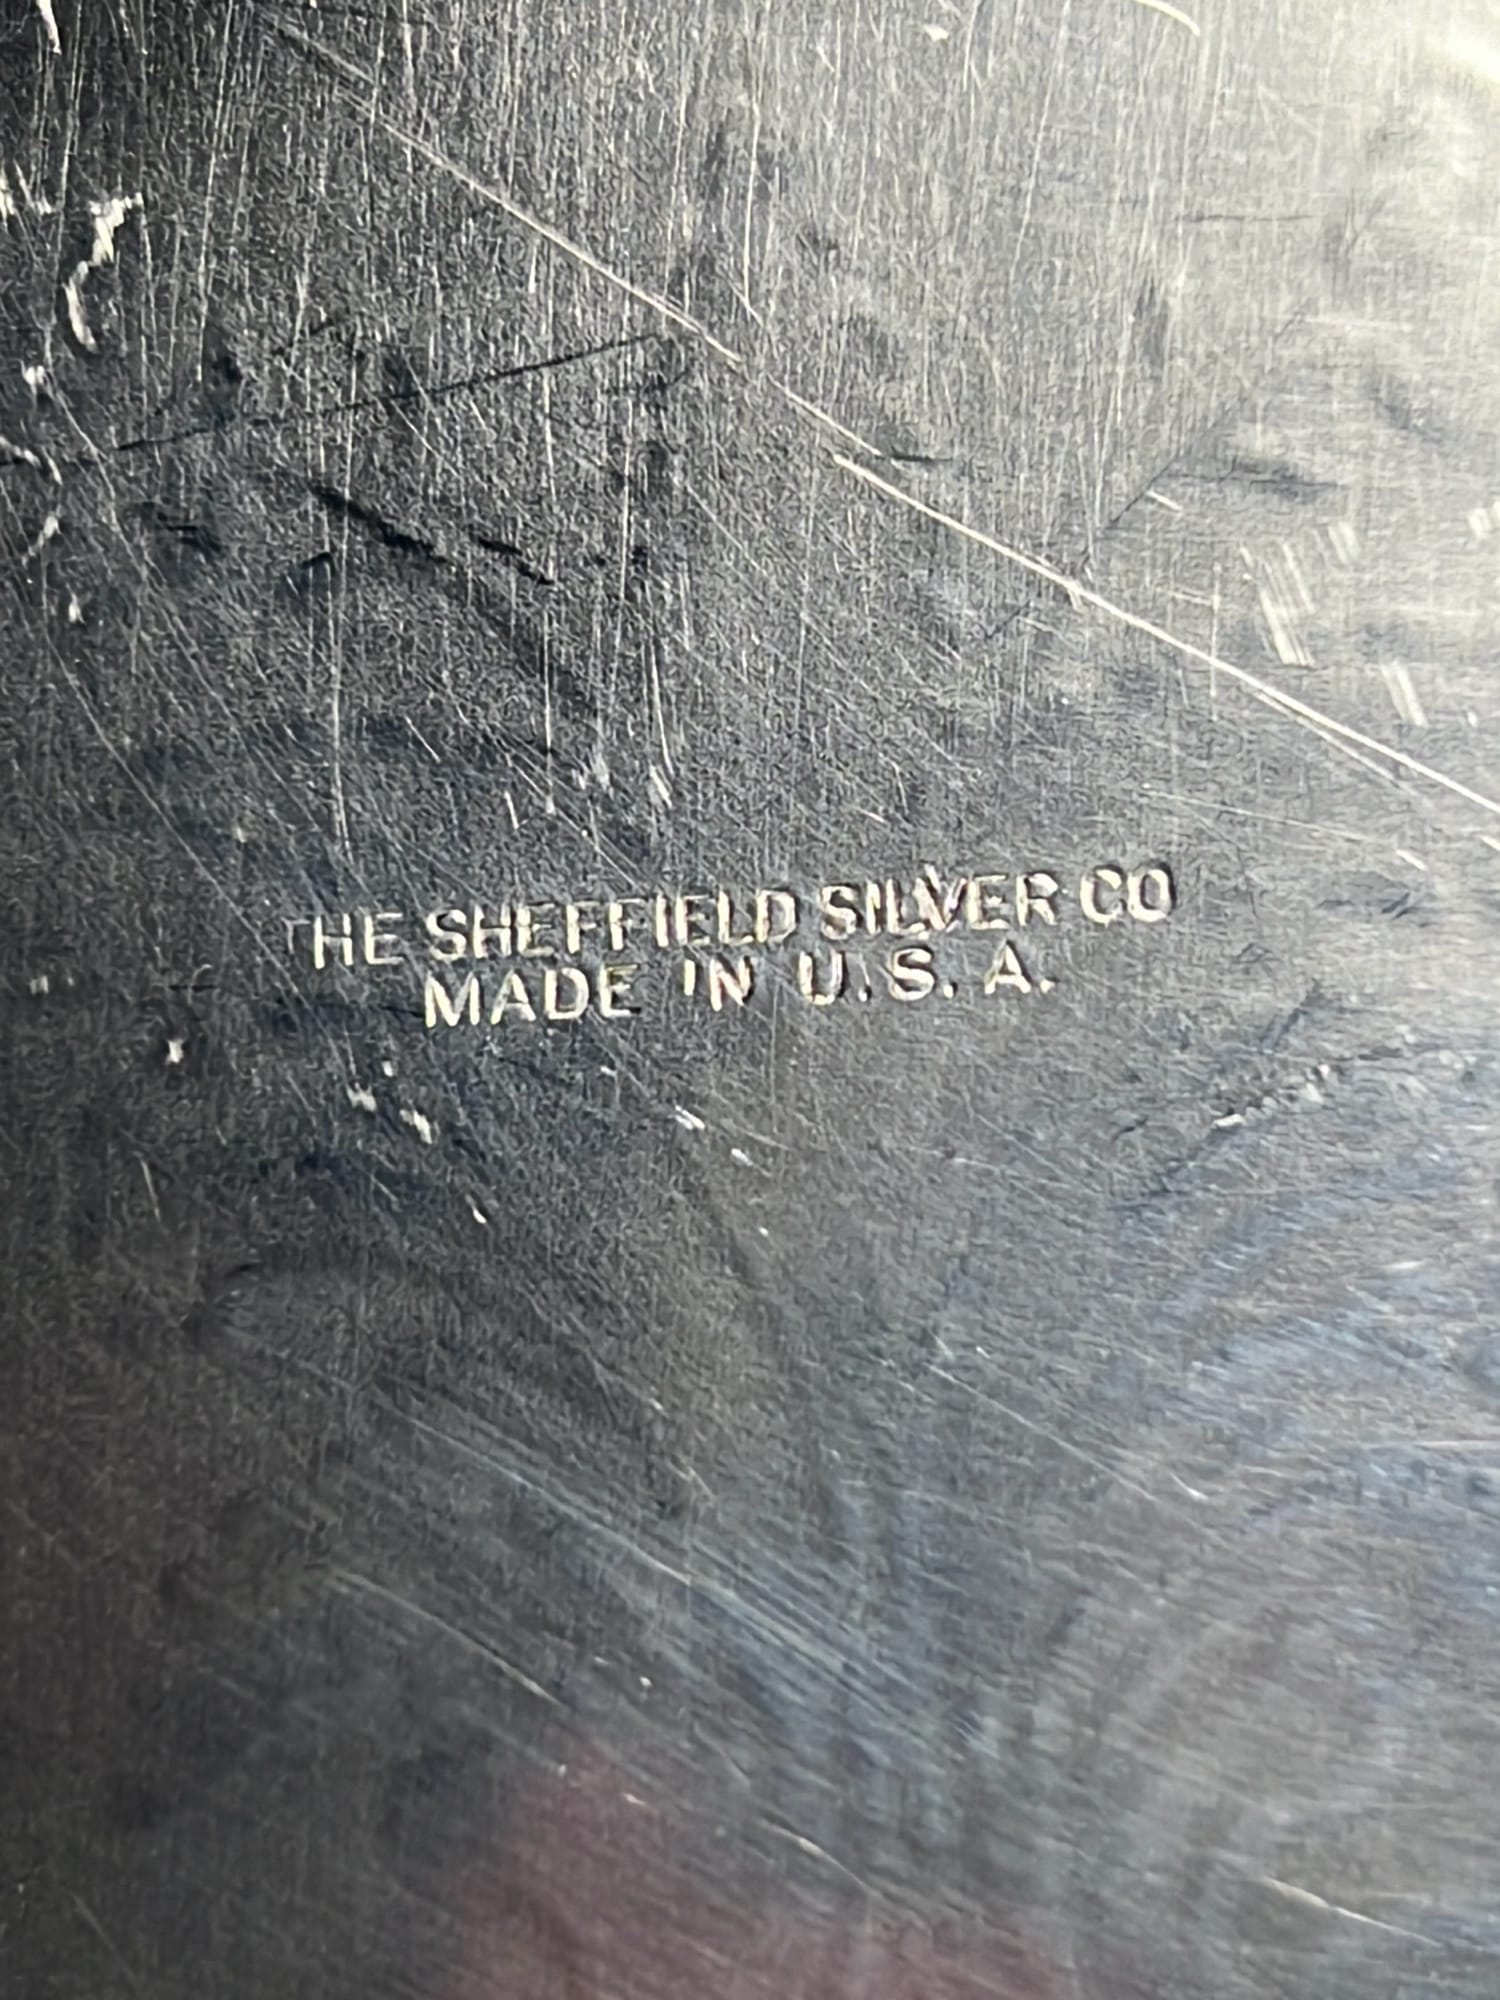 THE SHEFFIELD SILVER CO
MADE IN U.S.A.